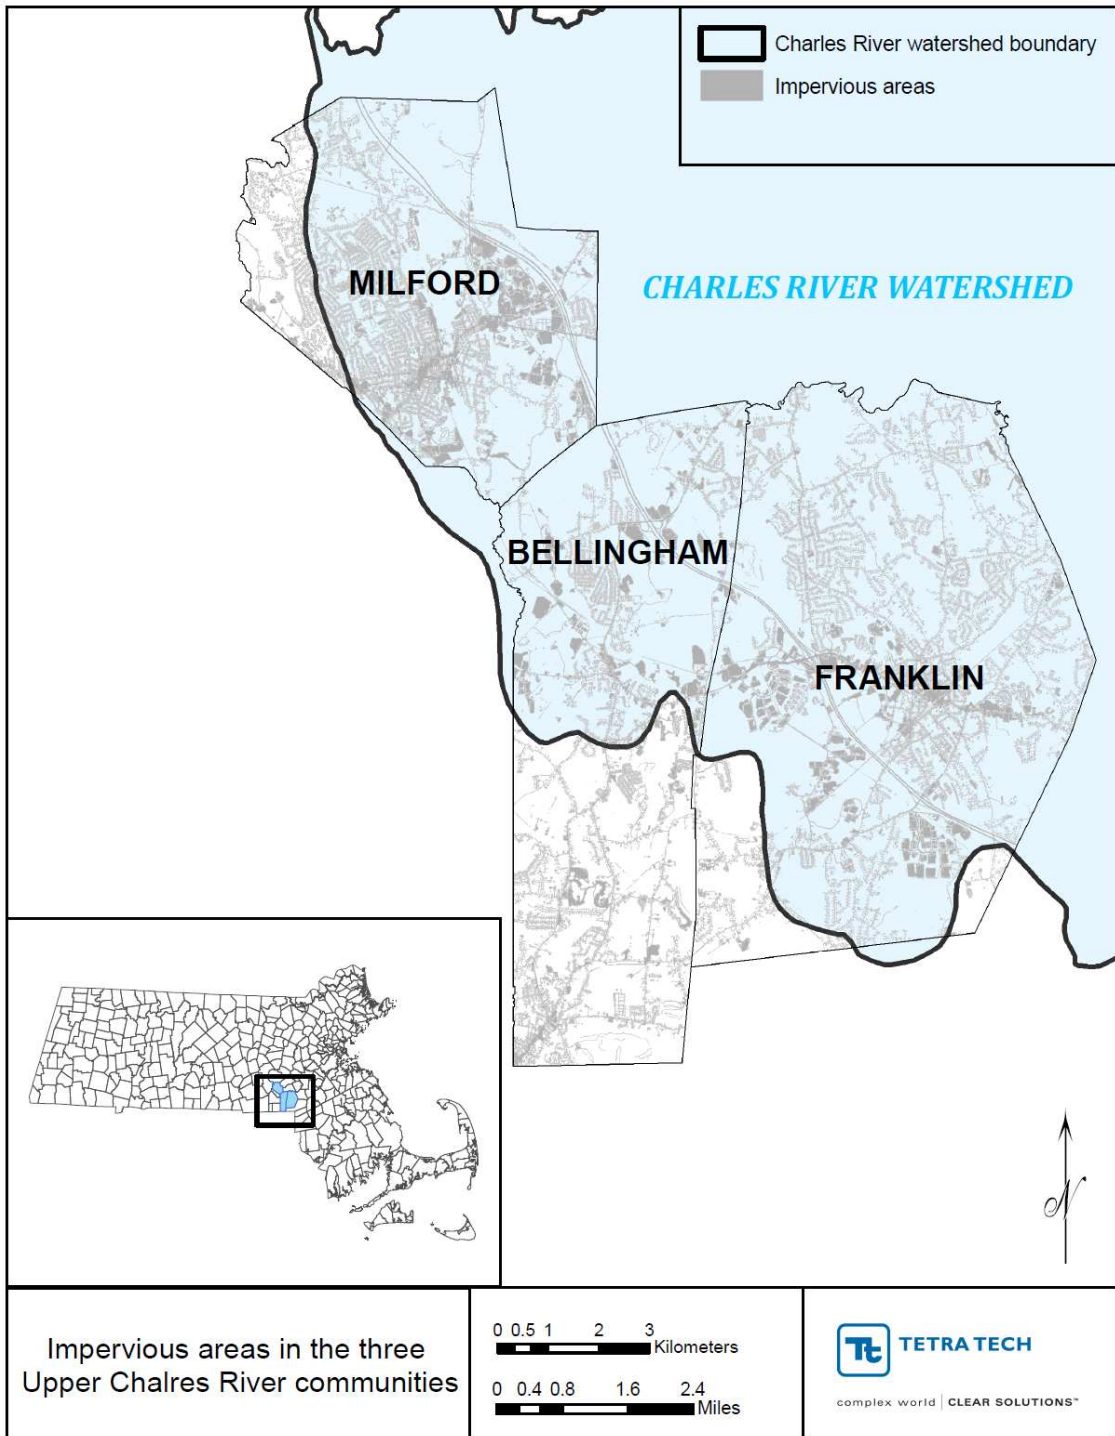 Charles River watershed boundary
Impervious areas
MILFORD
CHARLES RIVER WATERSHED
BELLINGHAM
FRANKLIN
N
Impervious areas in the three
Upper Chalres River communities
0 0.5 1 2 3
Kilometers
0 0.4 0.8 1.6 2.4
Miles
Tt TETRA TECH
complex world | CLEAR SOLUTIONS™